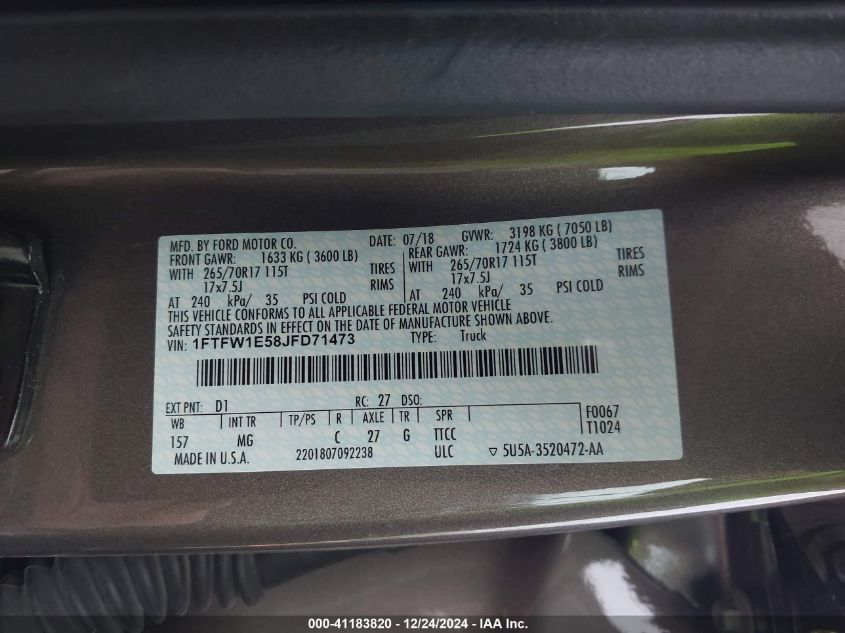 MFD. BY FORD MOTOR CO. DATE: 07/18 GVWR: 3198 KG ( 7050 LB)
FRONT GAWR: 1633 KG ( 3600 LB) REAR GAWR: 1724 KG ( 3800 LB)
WITH 265/70R17 115T TIRES WITH 265/70R17 115T TIRES
17x7.5J RIMS 17x7.5J RIMS
AT 240 kPa/ 35 PSI COLD AT 240 kPa/ 35 PSI COLD
THIS VEHICLE CONFORMS TO ALL APPLICABLE FEDERAL MOTOR VEHICLE
SAFETY STANDARDS IN EFFECT ON THE DATE OF MANUFACTURE SHOWN ABOVE.
VIN: 1FTFW1E58JFD71473 TYPE: Truck
EXT PNT: D1 RC: 27 DSO: F0067
WB INT TR TP/PS R AXLE TR SPR T1024
157 MG C 27 G TTCC
MADE IN U.S.A. 2201807092238 ULC ▽ 5U5A-3520472-AA
000-41183820 - 12/24/2024 - IAA Inc.